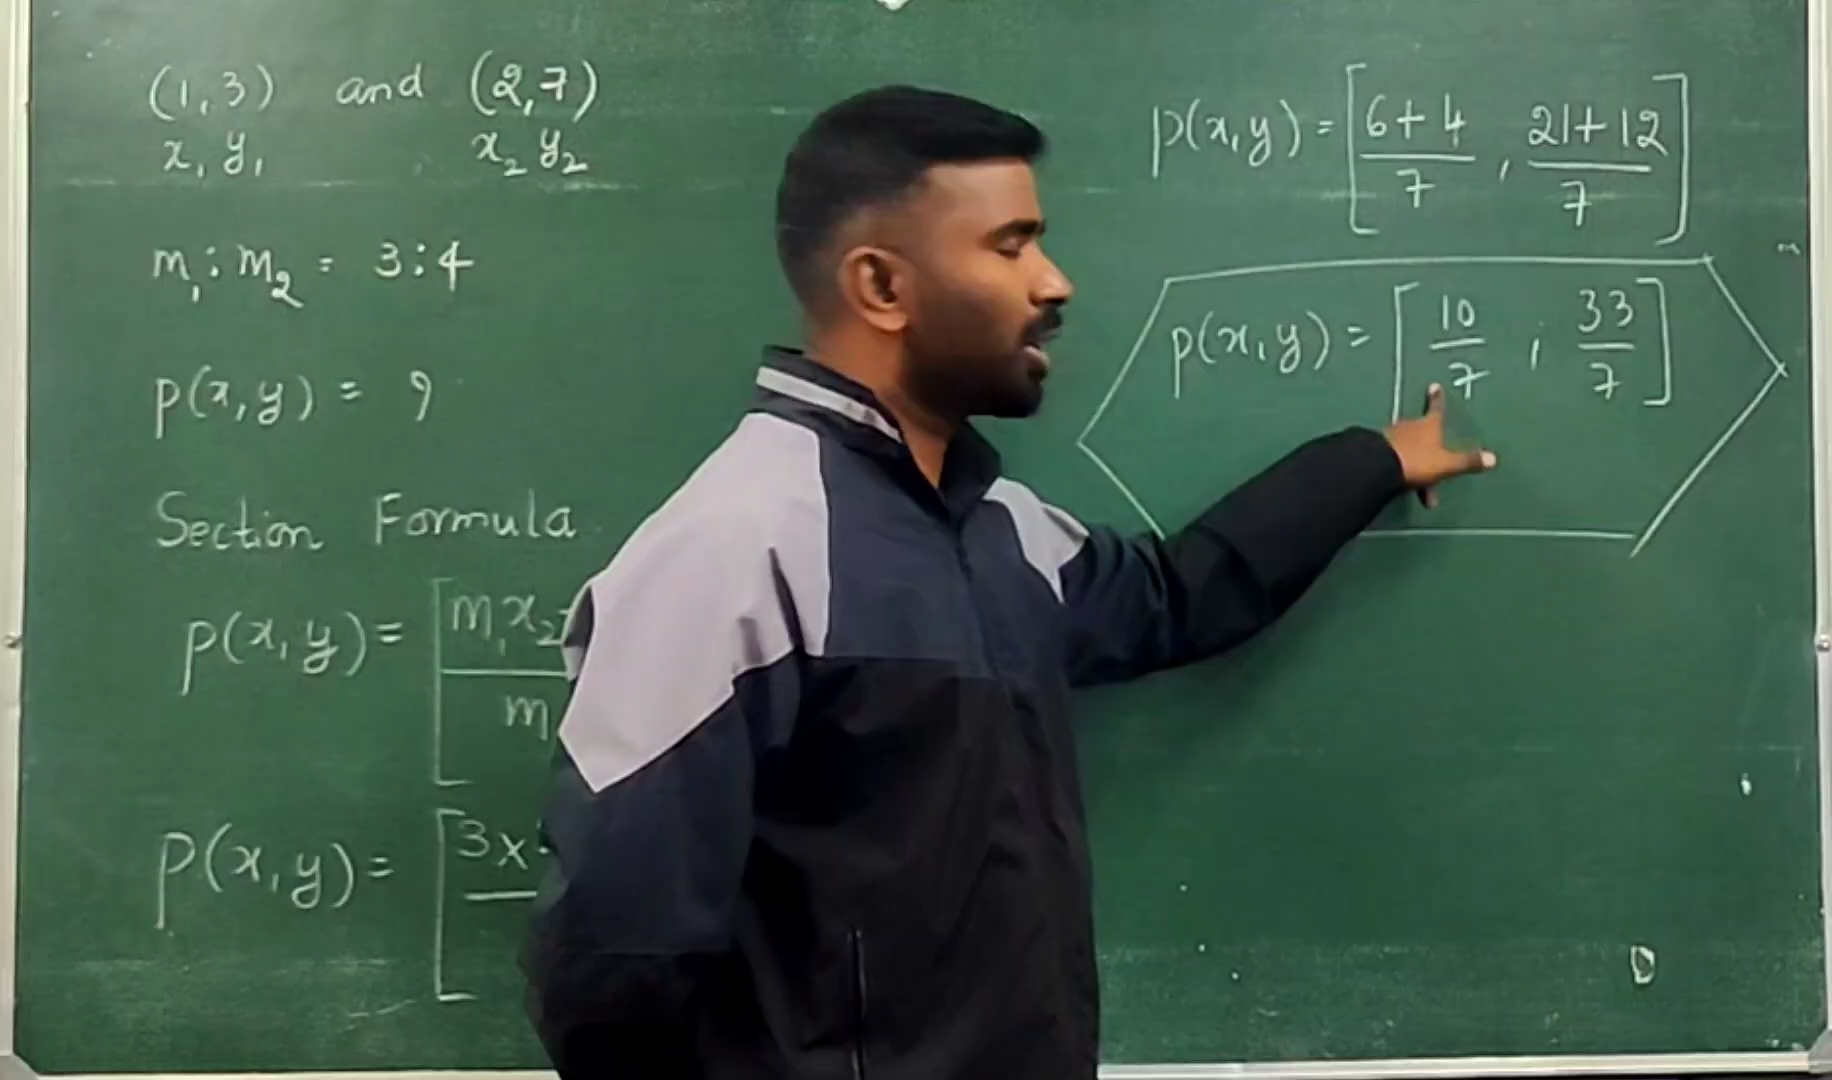 (1,3) and (2,7)
x₁ y₁ x₂ y₂
m₁:m₂ = 3:4
p(x,y) = 9
Section Formula
p(x,y)= [m₁x₂
m
P(x,y)= [3x
p(x,y)= [6+4/7, 21+12/7]
p(x,y)= [10/7, 33/7]